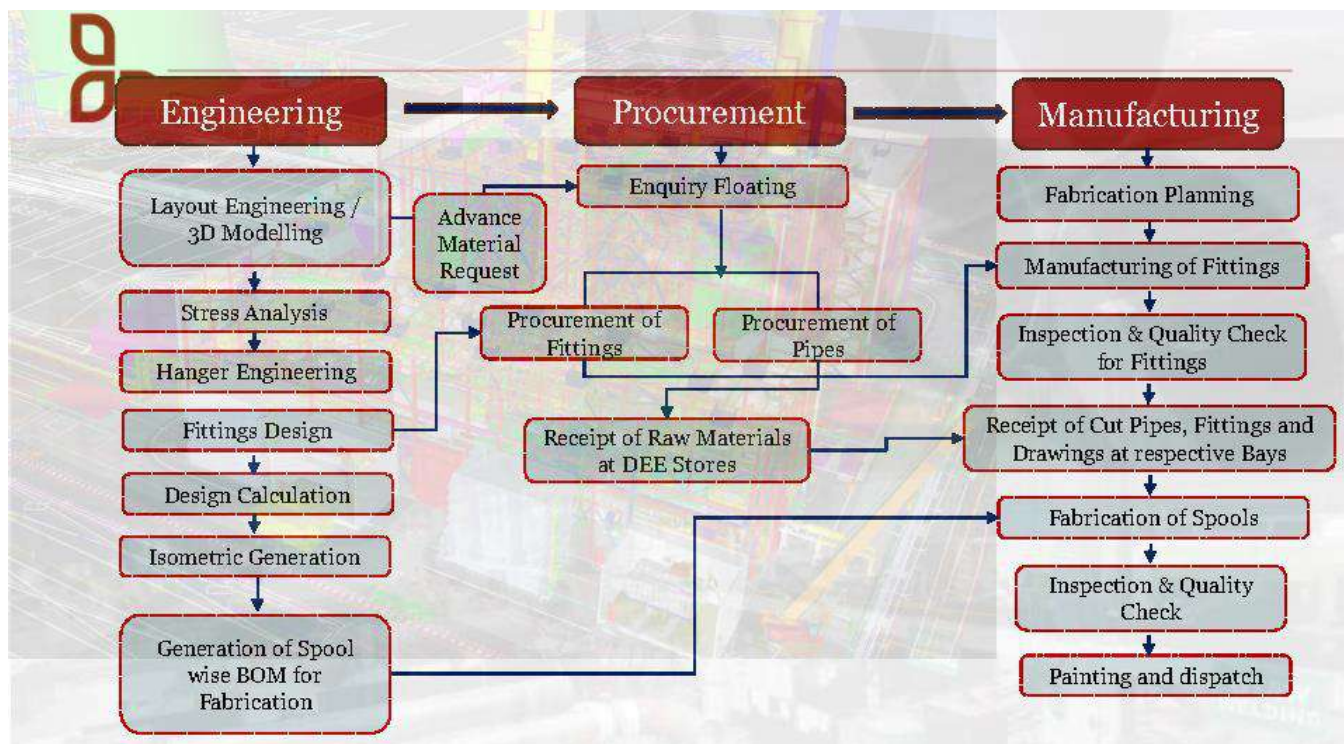 Engineering
Procurement
Manufacturing
Layout Engineering /
3D Modelling
Stress Analysis
Hanger Engineering
Fittings Design
Design Calculation
Isometric Generation
Generation of Spool
wise BOM for
Fabrication
Advance
Material
Request
Enquiry Floating
Procurement of
Fittings
Procurement of
Pipes
Receipt of Raw Materials
at DEE Stores
Fabrication Planning
Manufacturing of Fittings
Inspection & Quality Check
for Fittings
Receipt of Cut Pipes, Fittings and
Drawings at respective Bays
Fabrication of Spools
Inspection & Quality
Check
Painting and dispatch